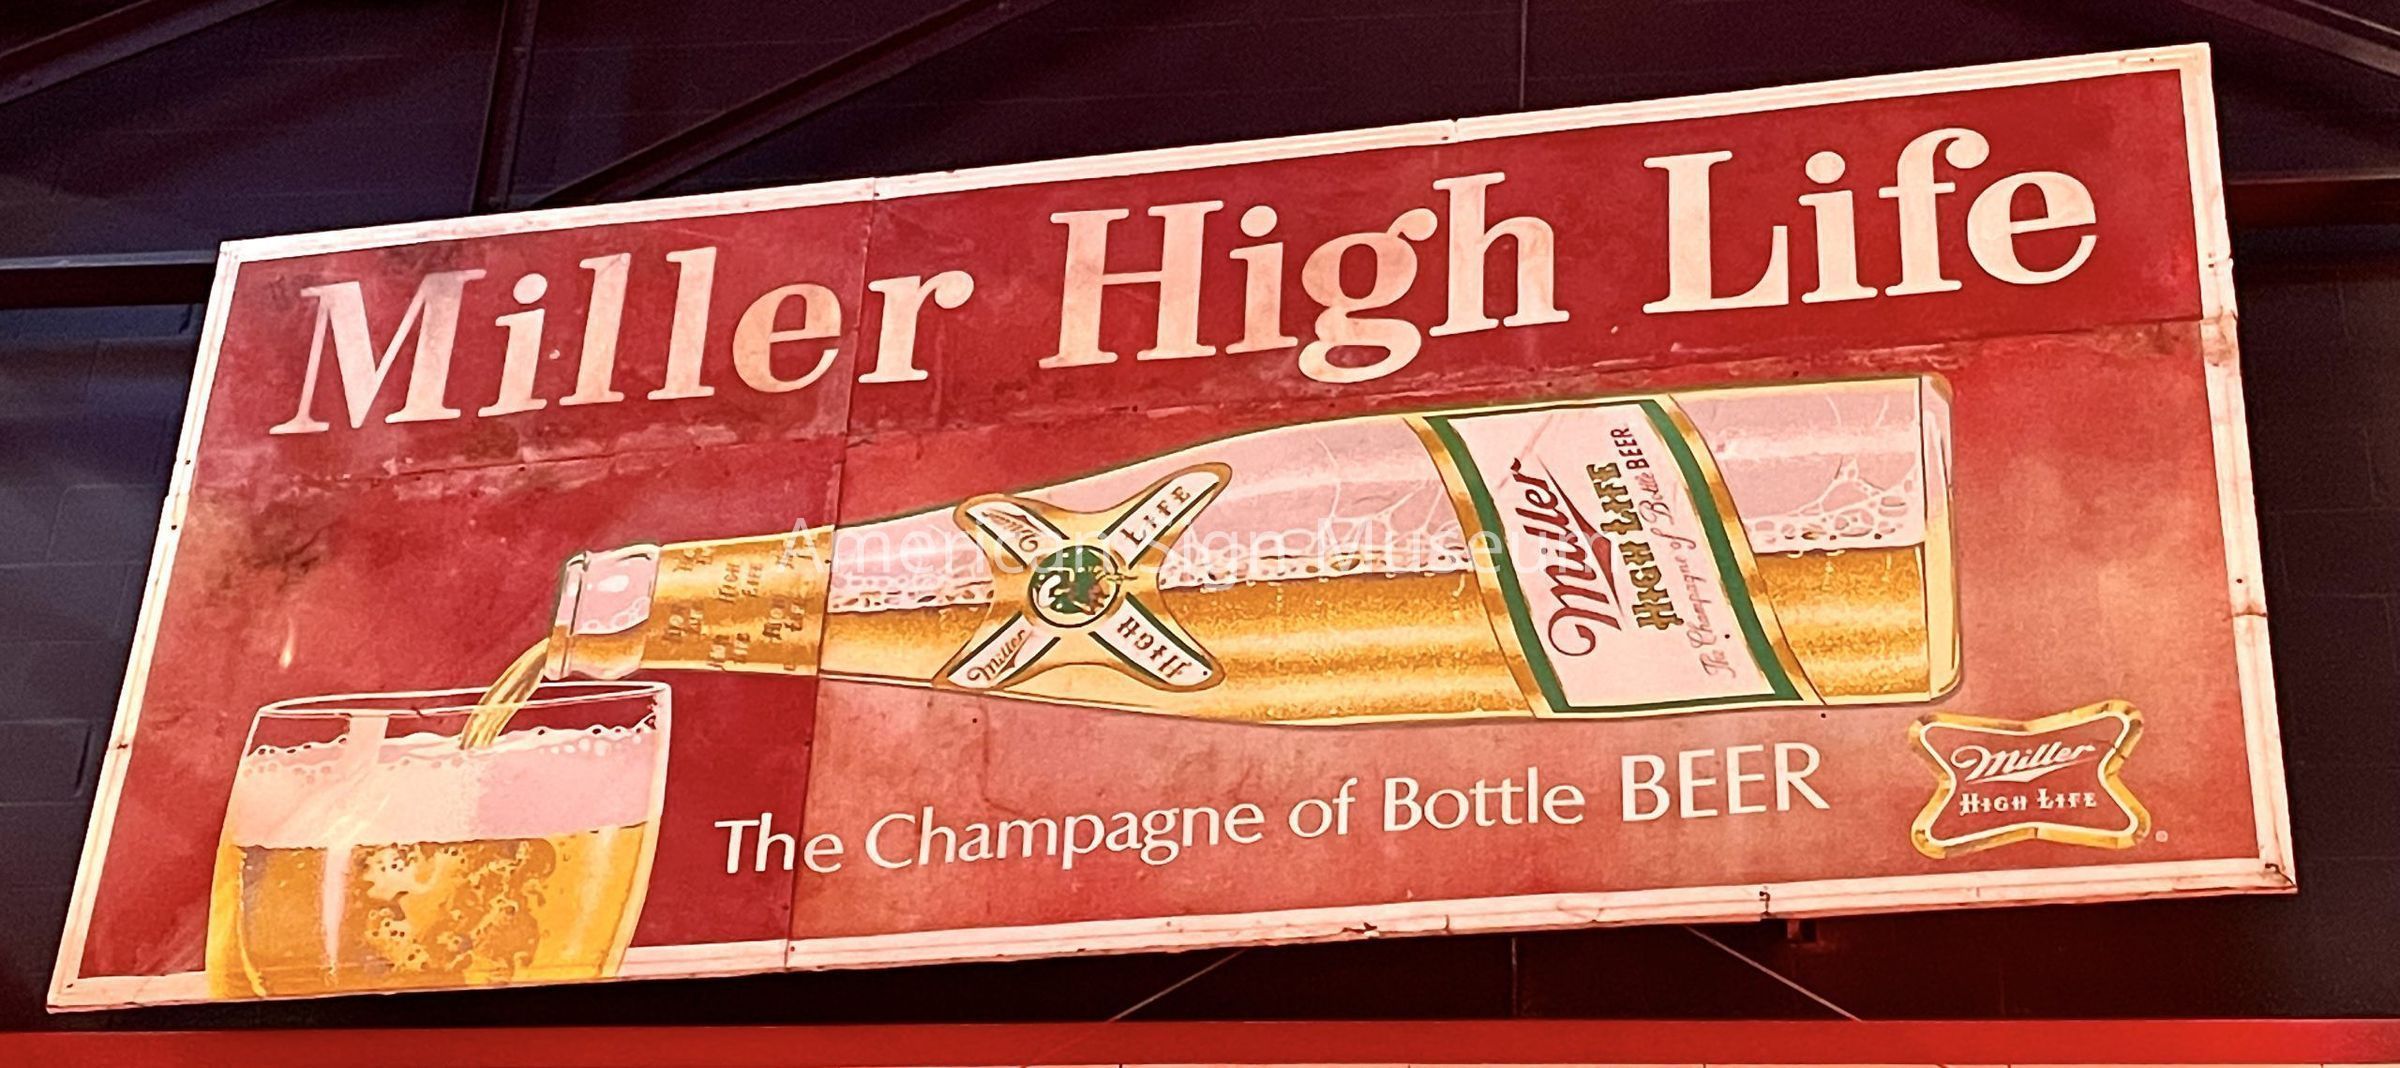 Miller High Life
Miller
LIFE
Miller
HIGH
Miller
HIGH LIFE
BEER
The Champagne of Bottle
American Sign Museum
HIGH
LIFE
The Champagne of Bottle BEER
Miller
HIGH LIFE